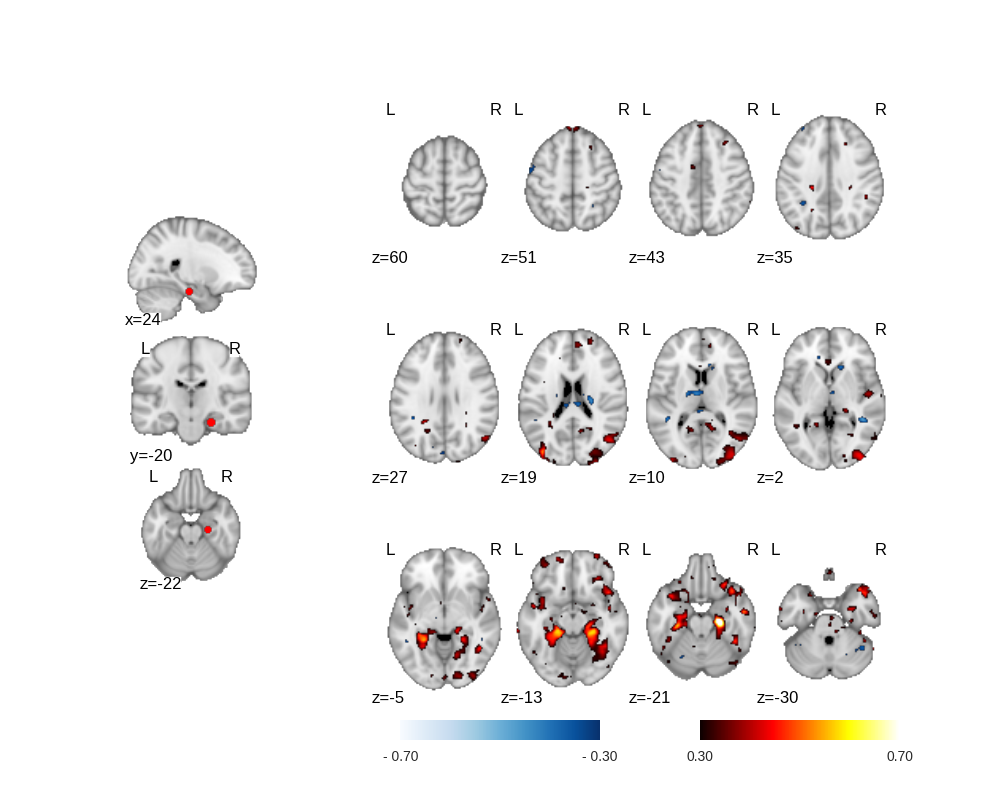 L R L R L R L R
z=60 z=51 z=43 z=35
x=24
L R
y=-20
L R
z=-22
L R L R L R L R
z=27 z=19 z=10 z=2
L R L R L R L R
z=-5 z=-13 z=-21 z=-30
- 0.70 - 0.30 0.30 0.70